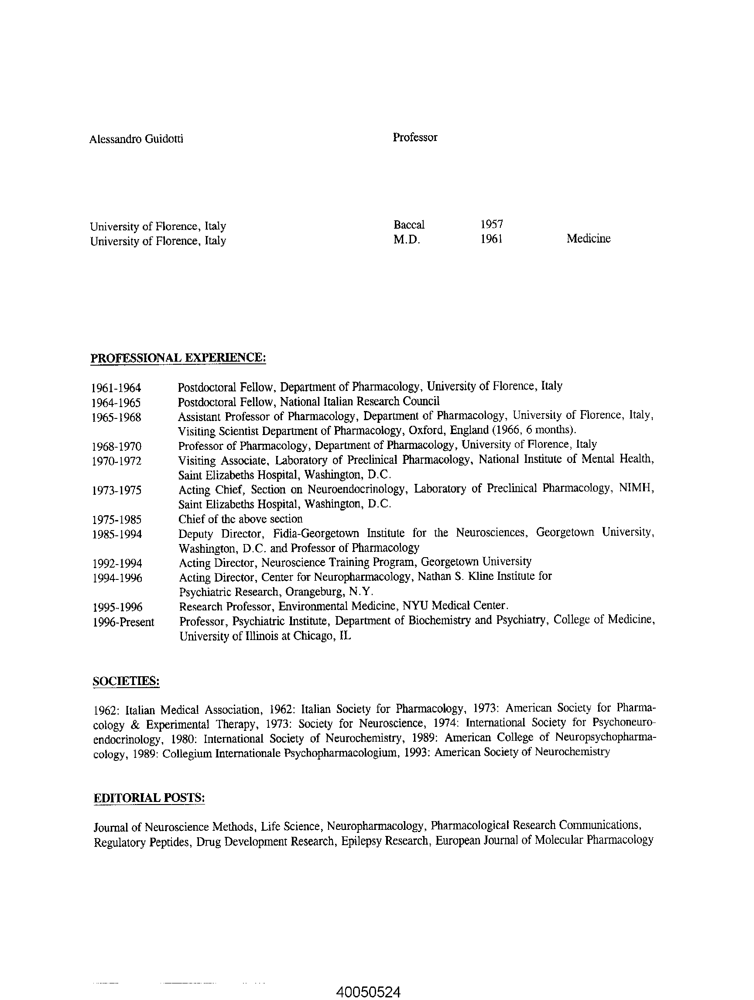 Alessandro Guidotti Professor
University of Florence, Italy Baccal 1957
University of Florence, Italy M.D. 1961 Medicine
PROFESSIONAL EXPERIENCE:
1961-1964 Postdoctoral Fellow, Department of Pharmacology, University of Florence, Italy
1964-1965 Postdoctoral Fellow, National Italian Research Council
1965-1968 Assistant Professor of Pharmacology, Department of Pharmacology, University of Florence, Italy,
Visiting Scientist Department of Pharmacology, Oxford, England (1966, 6 months).
1968-1970 Professor of Pharmacology, Department of Pharmacology, University of Florence, Italy
1970-1972 Visiting Associate, Laboratory of Preclinical Pharmacology, National Institute of Mental Health,
Saint Elizabeths Hospital, Washington, D.C.
1973-1975 Acting Chief, Section on Neuroendocrinology, Laboratory of Preclinical Pharmacology, NIMH,
Saint Elizabeths Hospital, Washington, D.C.
1975-1985 Chief of the above section
1985-1994 Deputy Director, Fidia-Georgetown Institute for the Neurosciences, Georgetown University,
Washington, D.C. and Professor of Pharmacology
1992-1994 Acting Director, Neuroscience Training Program, Georgetown University
1994-1996 Acting Director, Center for Neuropharmacology, Nathan S. Kline Institute for
Psychiatric Research, Orangeburg, N.Y.
1995-1996 Research Professor, Environmental Medicine, NYU Medical Center.
1996-Present Professor, Psychiatric Institute, Department of Biochemistry and Psychiatry, College of Medicine,
University of Illinois at Chicago, IL
SOCIETIES:
1962: Italian Medical Association, 1962: Italian Society for Pharmacology, 1973: American Society for Pharma-
cology & Experimental Therapy, 1973: Society for Neuroscience, 1974: International Society for Psychoneuro-
endocrinology, 1980: International Society of Neurochemistry, 1989: American College of Neuropsychopharma-
cology, 1989: Collegium Internationale Psychopharmacologium, 1993: American Society of Neurochemistry
EDITORIAL POSTS:
Journal of Neuroscience Methods, Life Science, Neuropharmacology, Pharmacological Research Communications,
Regulatory Peptides, Drug Development Research, Epilepsy Research, European Journal of Molecular Pharmacology
40050524